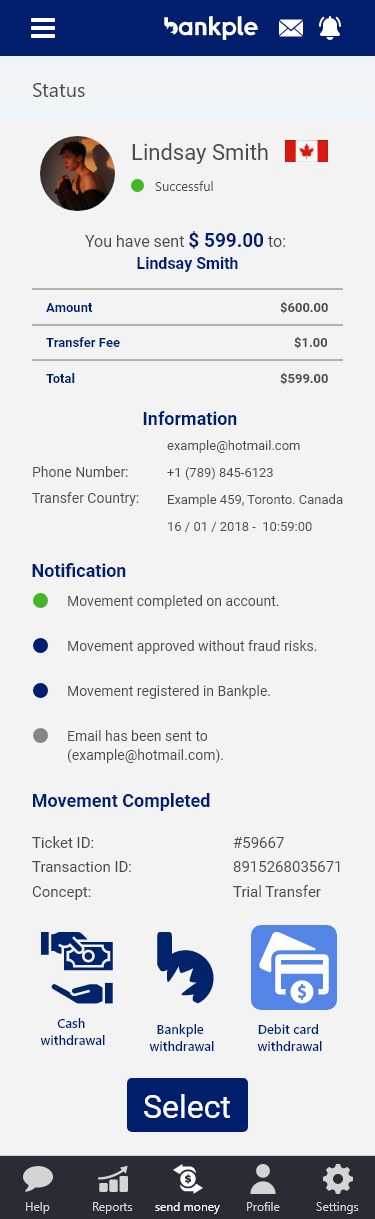 bankple
Status
Lindsay Smith
Successful
You have sent $ 599.00 to:
Lindsay Smith
Amount $600.00
Transfer Fee $1.00
Total $599.00
Information
example@hotmail.com
Phone Number: +1 (789) 845-6123
Transfer Country: Example 459, Toronto. Canada
16 / 01 / 2018 - 10:59:00
Notification
Movement completed on account.
Movement approved without fraud risks.
Movement registered in Bankple.
Email has been sent to
(example@hotmail.com).
Movement Completed
Ticket ID: #59667
Transaction ID: 8915268035671
Concept: Trial Transfer
Cash
withdrawal
Bankple
withdrawal
Debit card
withdrawal
Select
Help Reports send money Profile Settings